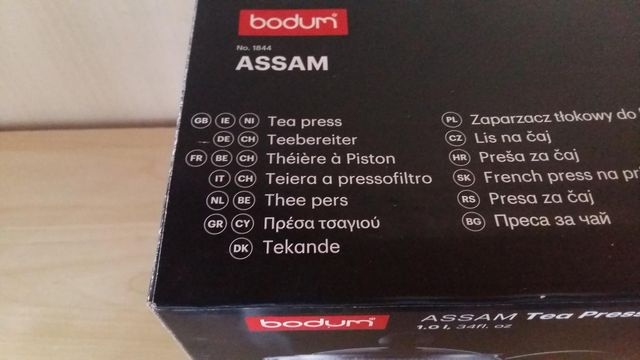 bodum
No. 1844
ASSAM
GB IE NI Tea press
DE CH Teebereiter
FR BE CH Théière à Piston
IT CH Teiera a pressofiltro
NL BE Thee pers
GR CY Πρέσα τσαγιού
DK Tekande
PL Zaparzacz tłokowy do
CZ Lis na čaj
HR Preša za čaj
SK French press na
RS Presa za čaj
BG Преса за чай
bodum
ASSAM Tea Press
1.0 l, 34fl. oz